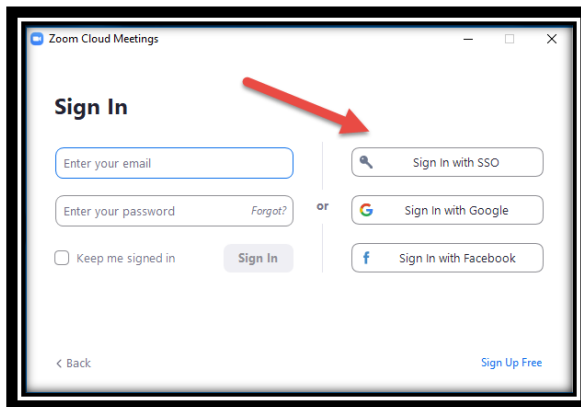 Zoom Cloud Meetings
Sign In
Enter your email
Enter your password Forgot?
Keep me signed in Sign In
or
Sign In with SSO
Sign In with Google
Sign In with Facebook
< Back
Sign Up Free